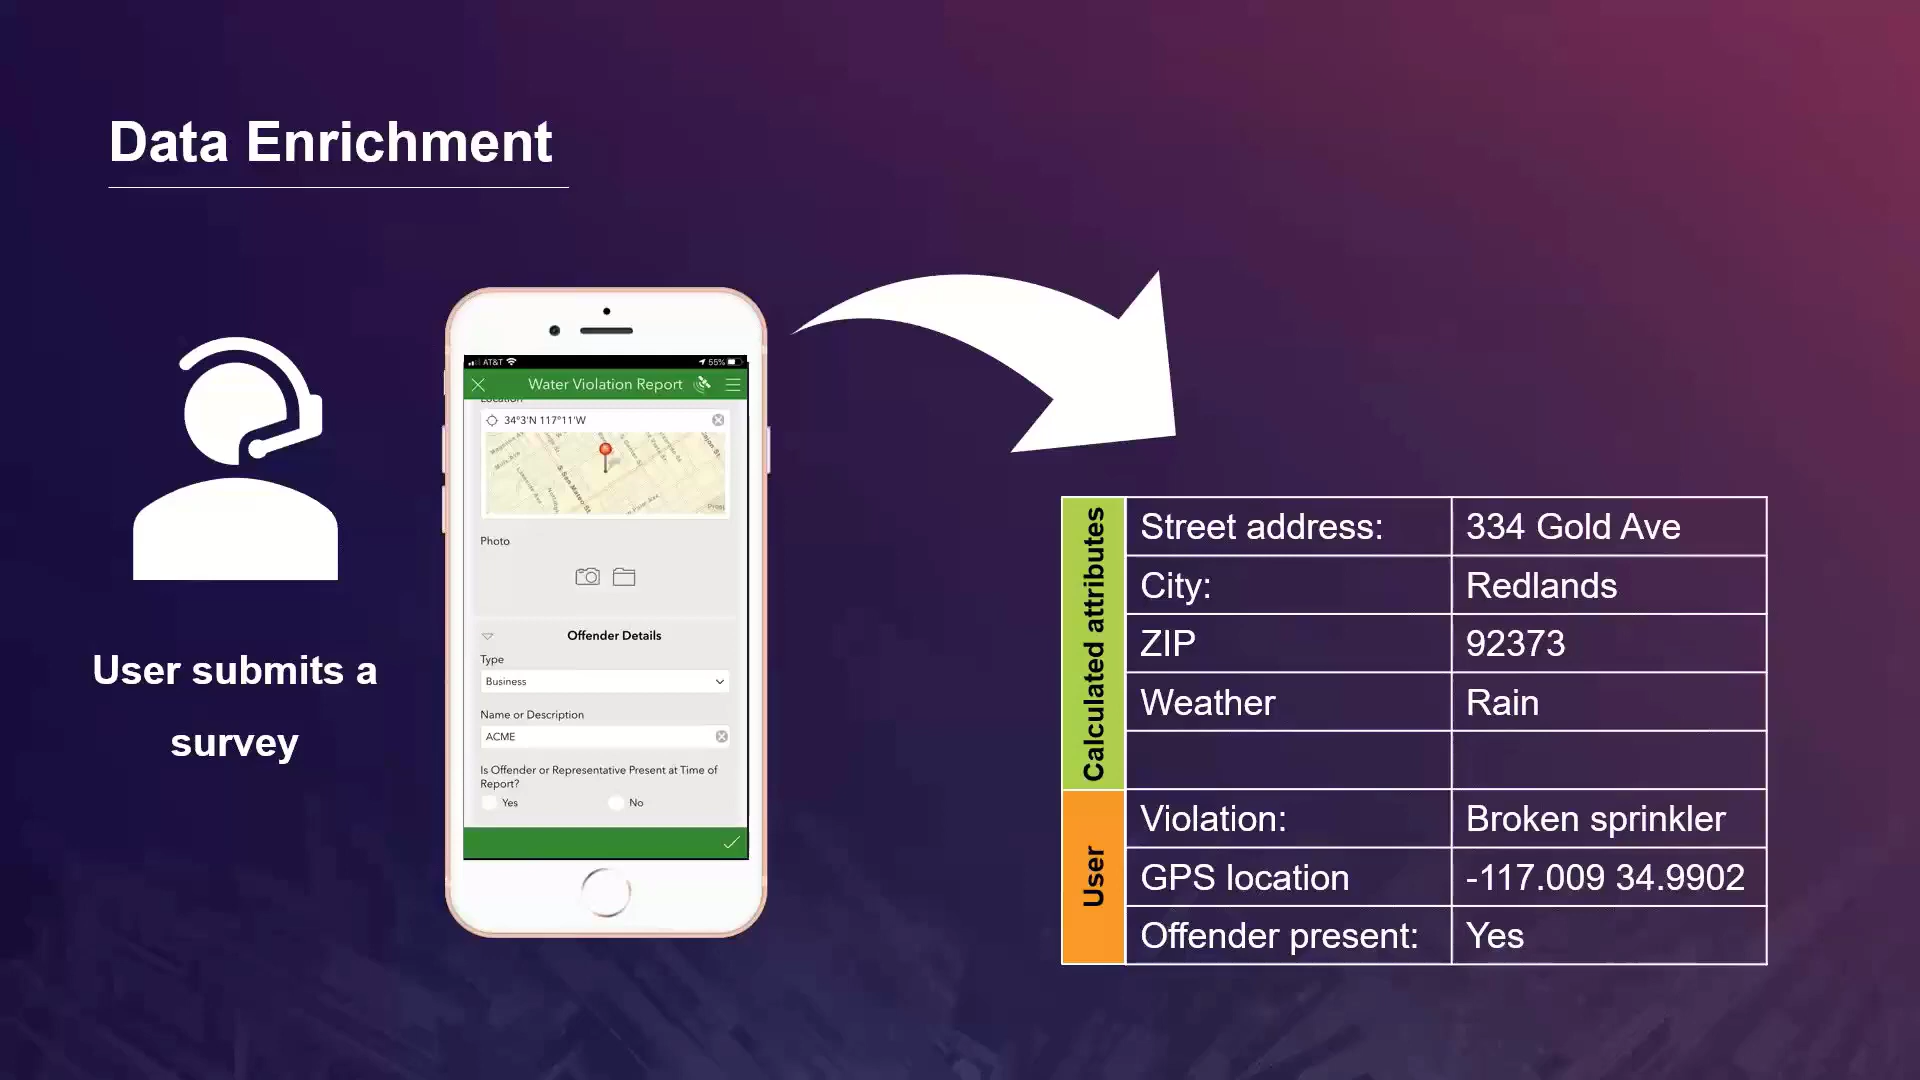 Data Enrichment
User submits a
survey
AT&T
55%
Water Violation Report
Location
34°3'N 117°11'W
Photo
Offender Details
Type
Business
Name or Description
ACME
Is Offender or Representative Present at Time of
Report?
Yes
No
Calculated attributes
Street address: 334 Gold Ave
City: Redlands
ZIP 92373
Weather Rain
User
Violation: Broken sprinkler
GPS location -117.009 34.9902
Offender present: Yes